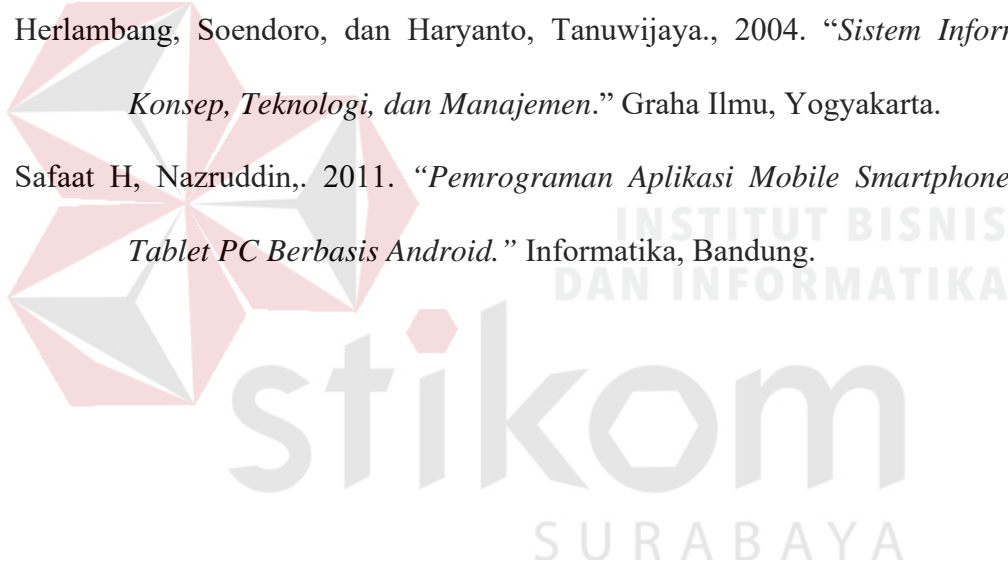 Herlambang, Soendoro, dan Haryanto, Tanuwijaya., 2004. “Sistem Infor
Konsep, Teknologi, dan Manajemen.” Graha Ilmu, Yogyakarta.
Safaat H, Nazruddin,. 2011. “Pemrograman Aplikasi Mobile Smartphone
Tablet PC Berbasis Android.” Informatika, Bandung.
INSTITUT BISNIS
DAN INFORMATIKA
stikom
SURABAYA